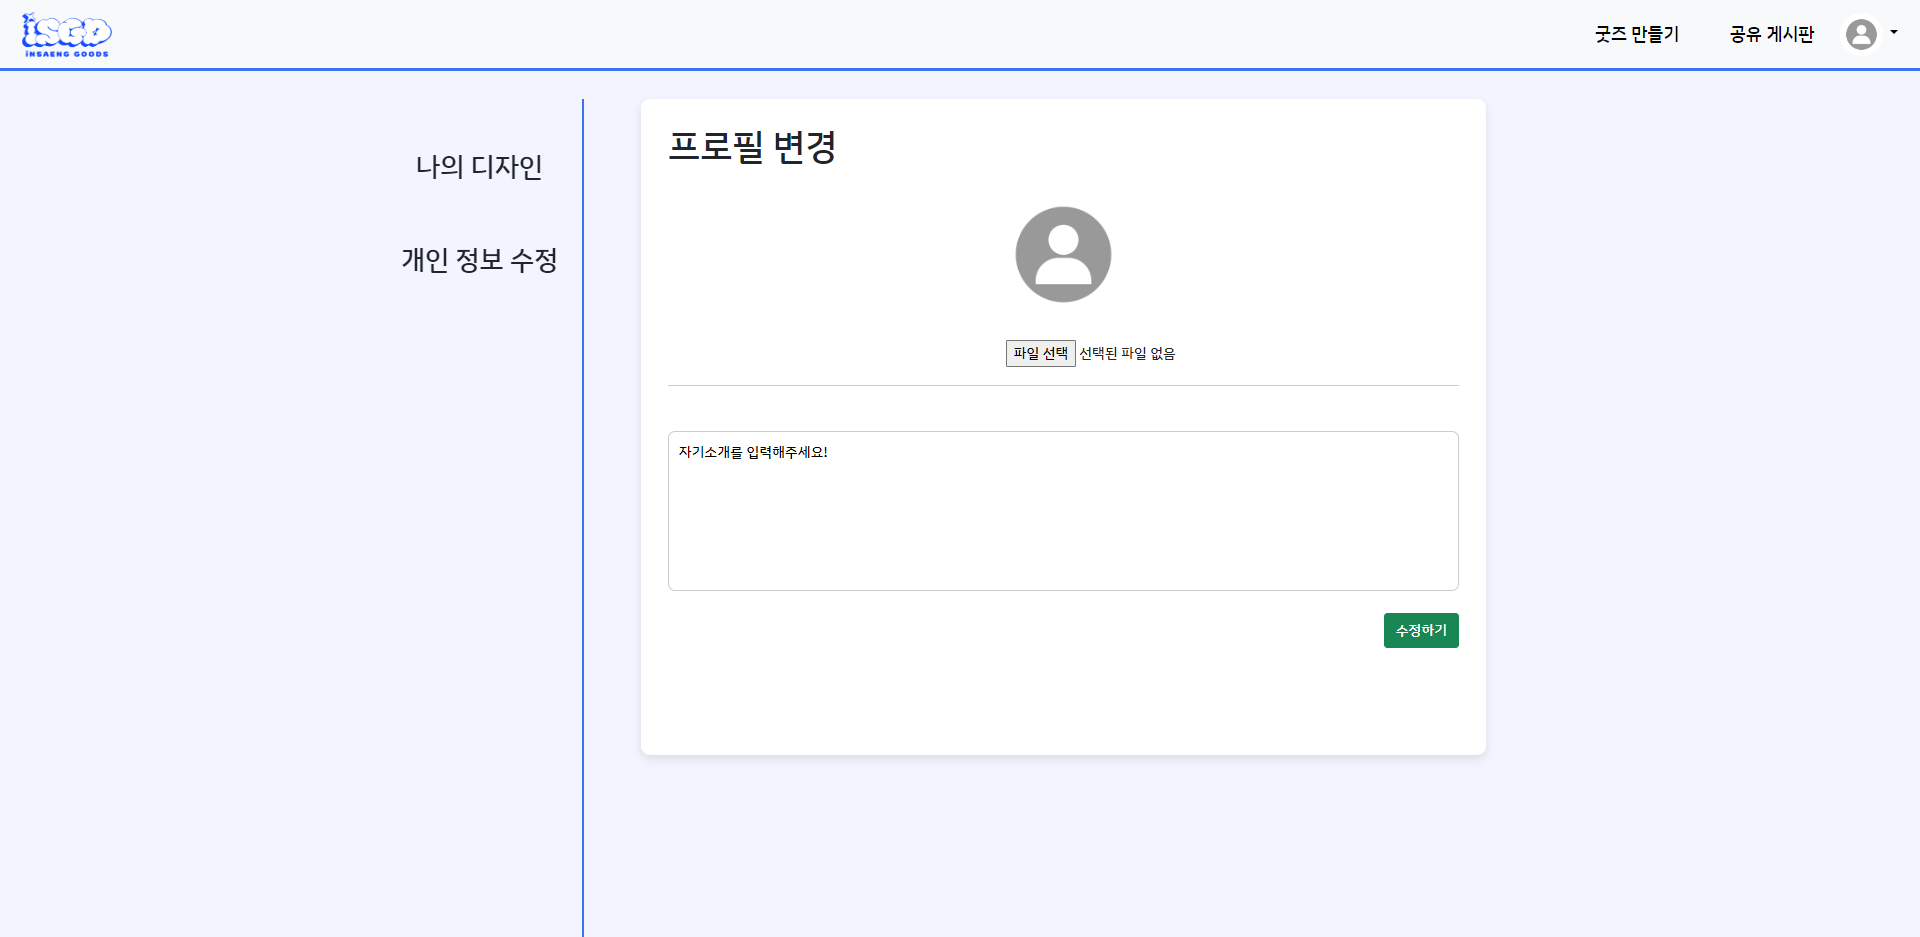 iSGD
iNSAENG GOODS
굿즈 만들기
공유 게시판
나의 디자인
개인 정보 수정
프로필 변경
파일 선택 선택된 파일 없음
자기소개를 입력해주세요!
수정하기